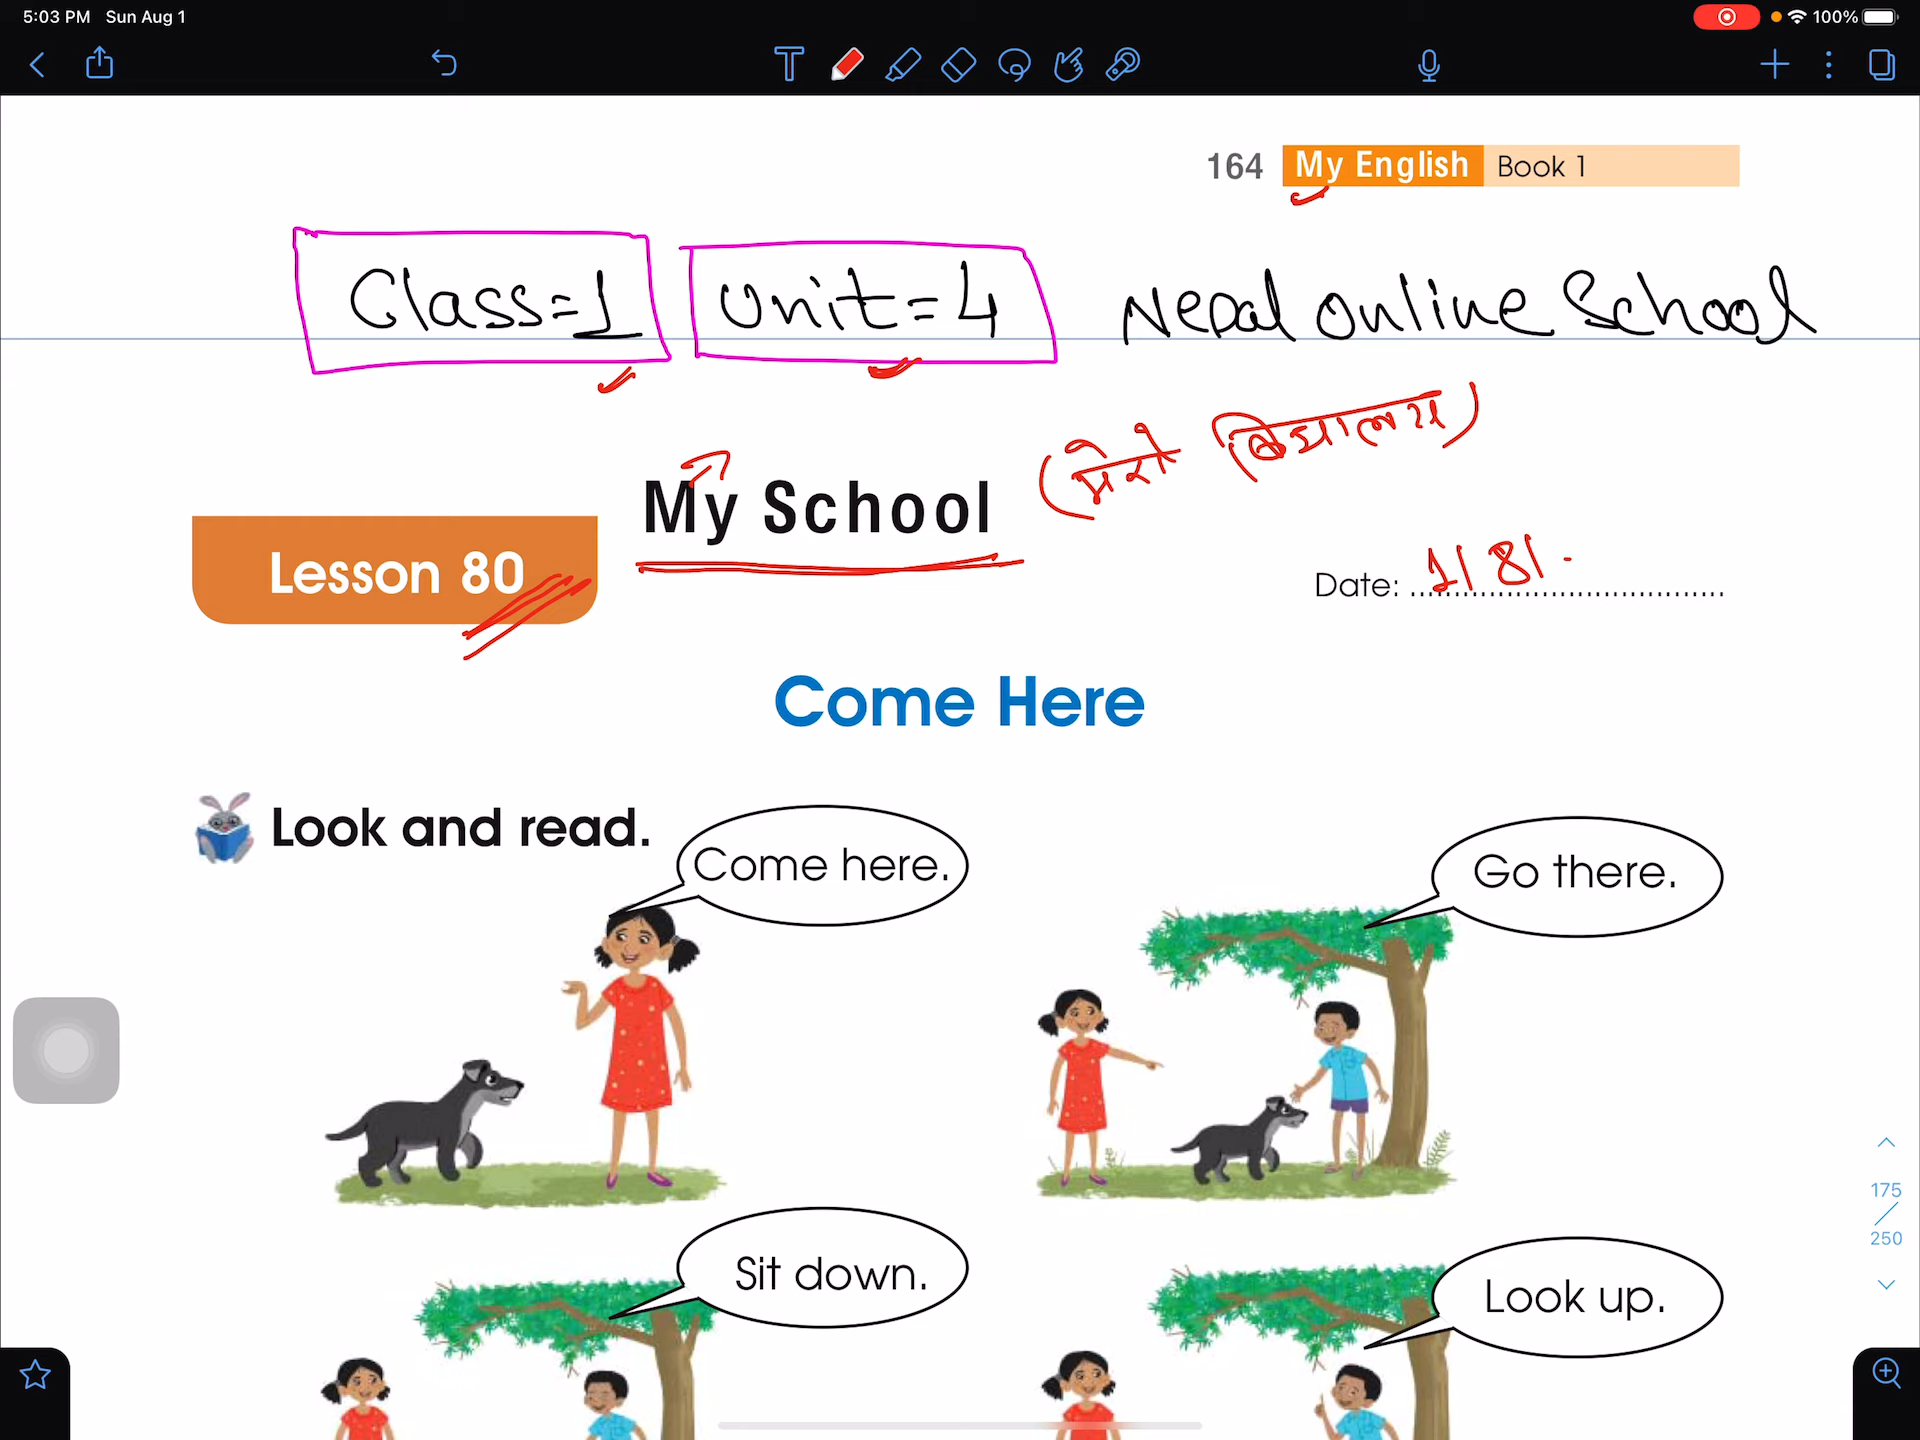 5:03 PM Sun Aug 1 100%
164 My English Book 1
Class=1 Unit=4 Nepal Online School
(मेरो विद्यालय)
My School
Lesson 80
Date: 1/8/
Come Here
Look and read.
Come here.
Go there.
Sit down.
Look up.
175
250